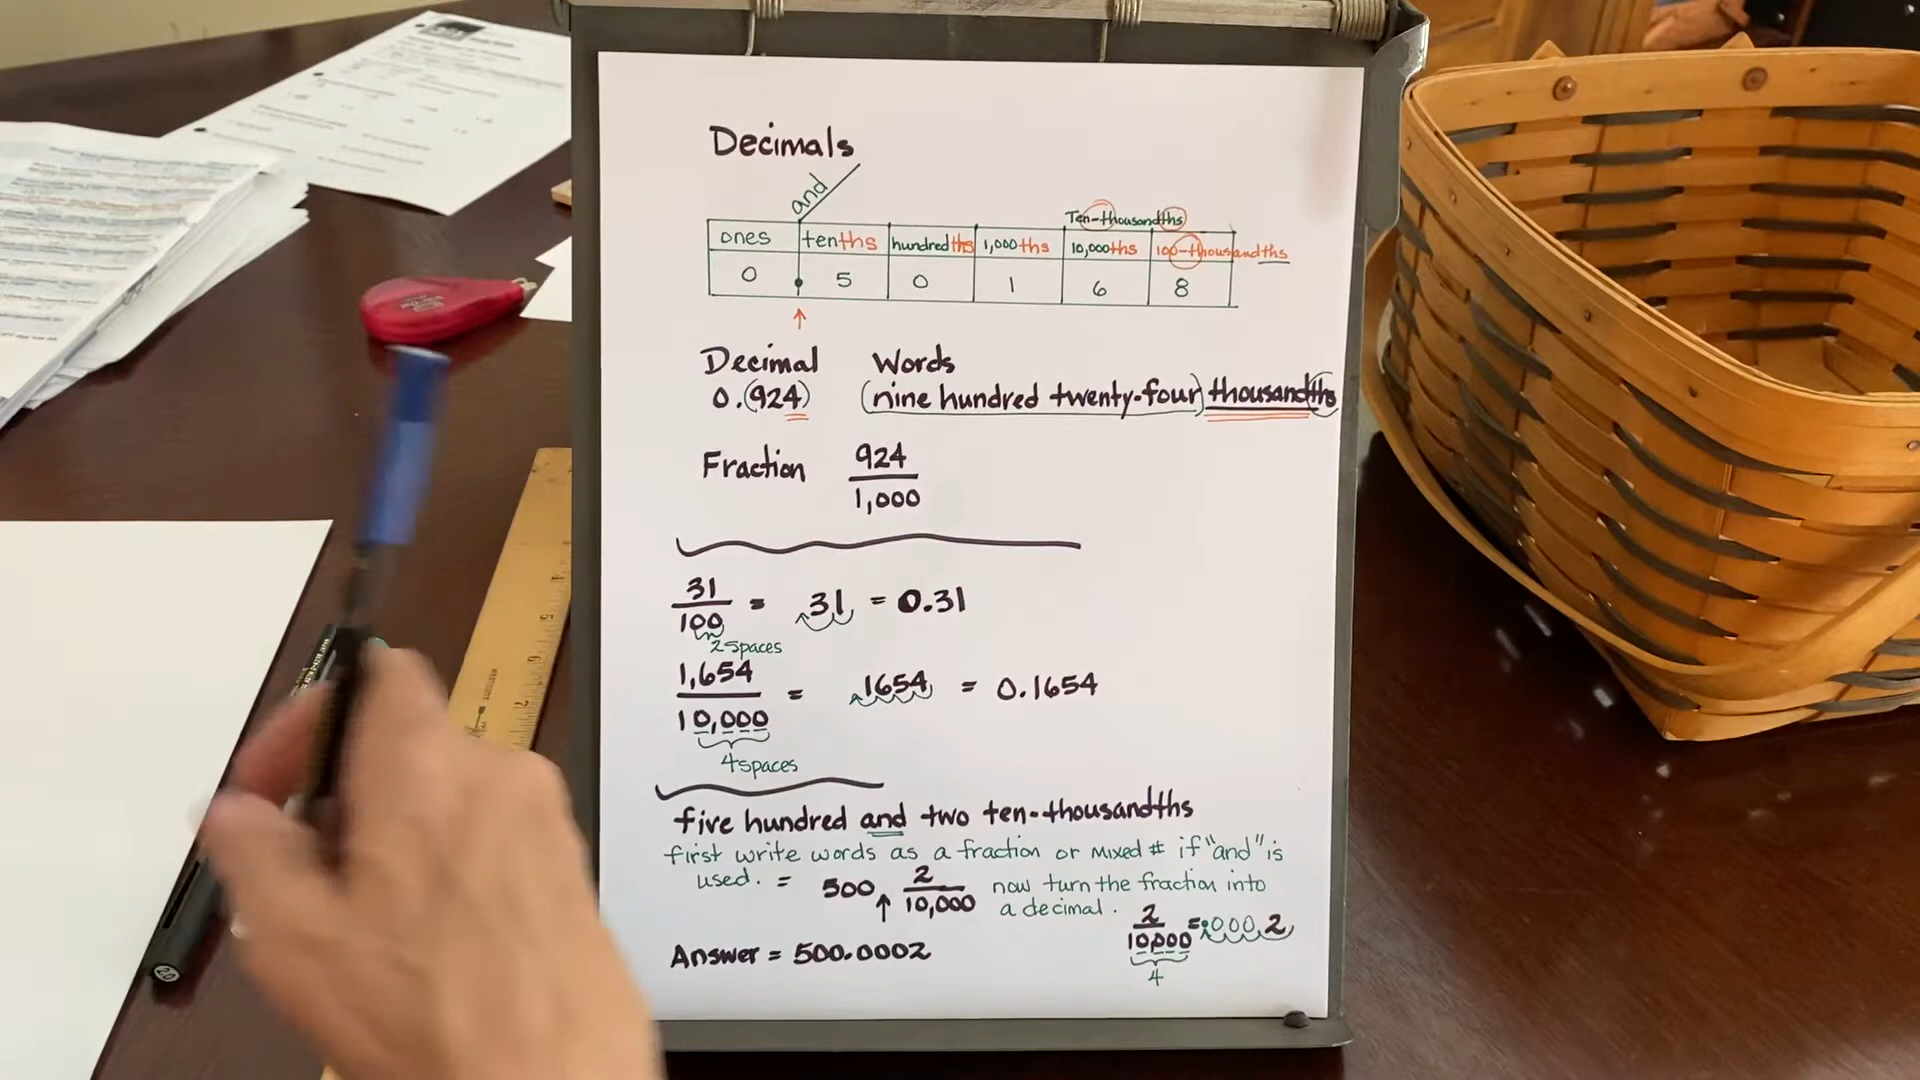 Decimals
and
Ten-thousandths
ones tenths hundredths 1,000ths 10,000ths 100-thousandths
0 . 5 0 1 6 8
Decimal Words
0.(924) (nine hundred twenty-four) thousandths
Fraction 924
1,000
31
100
= 31 = 0.31
2 spaces
1,654
10,000
= .1654 = 0.1654
4 spaces
five hundred and two ten-thousandths
first write words as a fraction or mixed # if "and" is
used. = 500 2
10,000
now turn the fraction into
a decimal.
2
10,000
=.0002
4
Answer = 500.0002
20